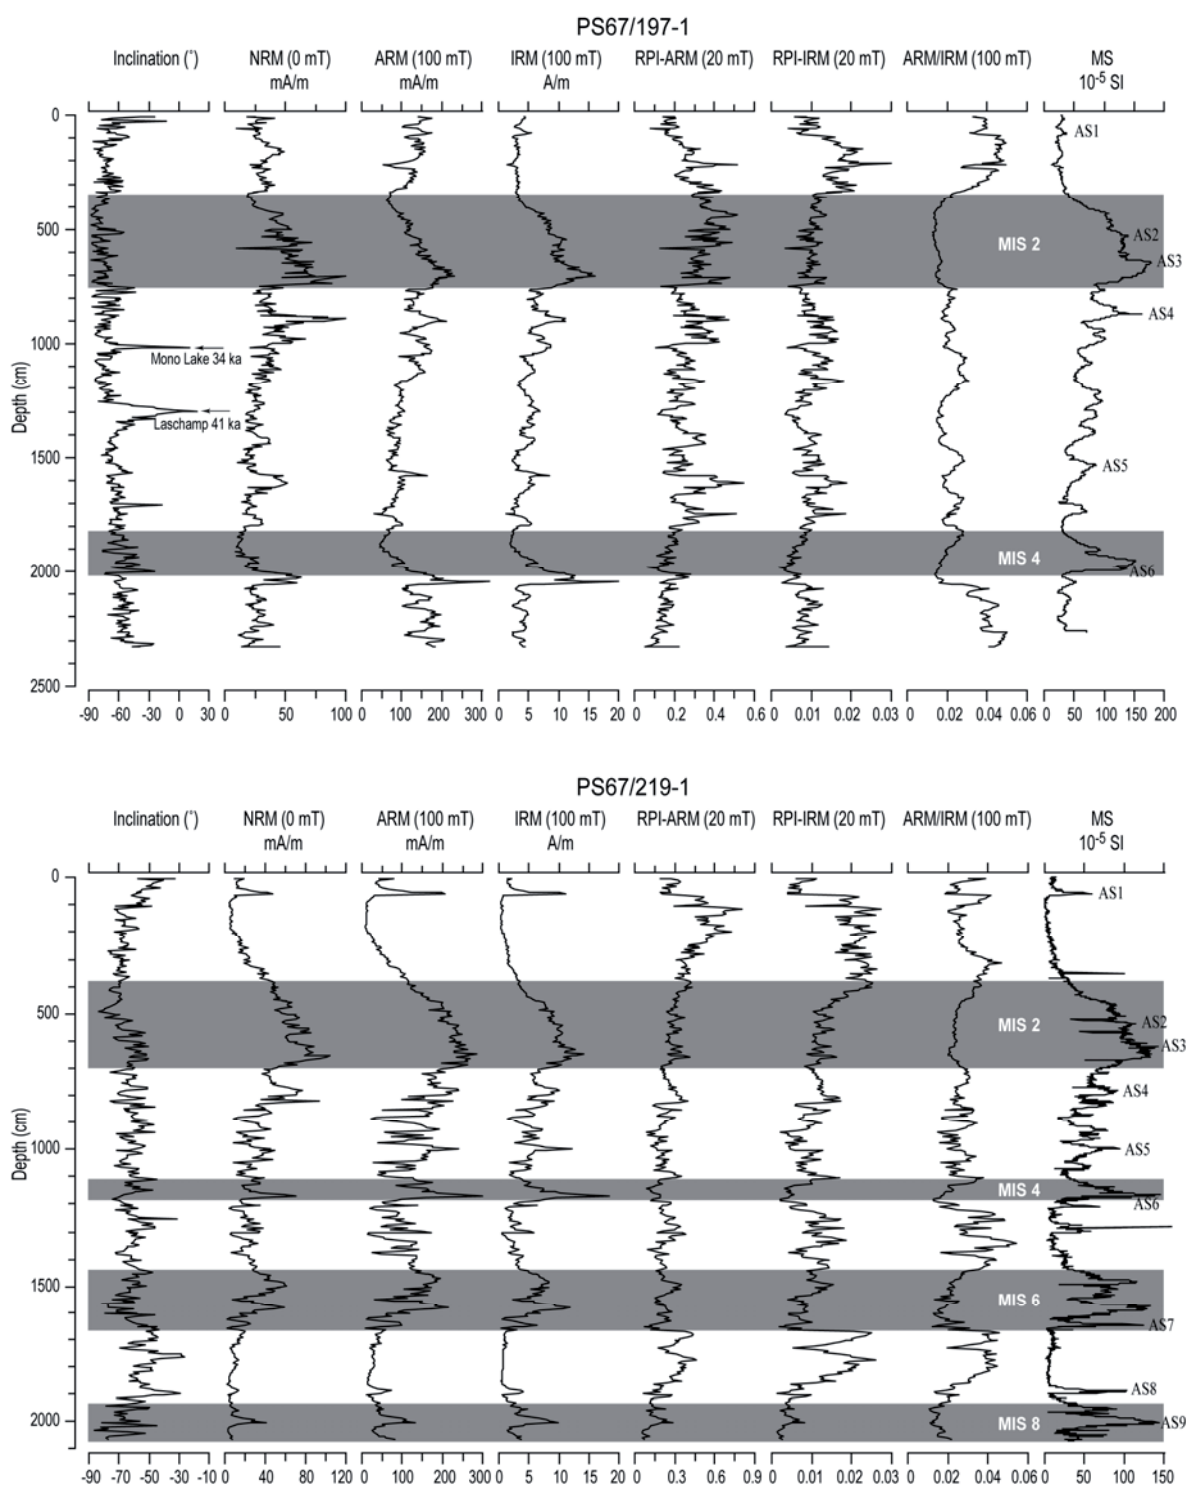 PS67/197-1
Inclination (°) NRM (0 mT) ARM (100 mT) IRM (100 mT) RPI-ARM (20 mT) RPI-IRM (20 mT) ARM/IRM (100 mT) MS
mA/m mA/m A/m 10⁻⁵ SI
0
AS1
500
MIS 2
AS2
AS3
AS4
1000
Mono Lake 34 ka
Depth (cm)
Laschamp 41 ka
1500
AS5
MIS 4
2000
AS6
2500
-90 -60 -30 0 30 0 50 100 0 100 200 300 0 5 10 15 20 0 0.2 0.4 0.6 0 0.01 0.02 0.03 0 0.02 0.04 0.06 0 50 100 150 200
PS67/219-1
Inclination (°) NRM (0 mT) ARM (100 mT) IRM (100 mT) RPI-ARM (20 mT) RPI-IRM (20 mT) ARM/IRM (100 mT) MS
mA/m mA/m A/m 10⁻⁵ SI
0
AS1
500
MIS 2
AS2
AS3
AS4
1000
AS5
Depth (cm)
MIS 4
AS6
1500
MIS 6
AS7
AS8
2000
MIS 8
AS9
-90 -70 -50 -30 -10 0 40 80 120 0 100 200 300 0 5 10 15 20 0 0.3 0.6 0.9 0 0.01 0.02 0.03 0 0.02 0.04 0.06 0 50 100 150